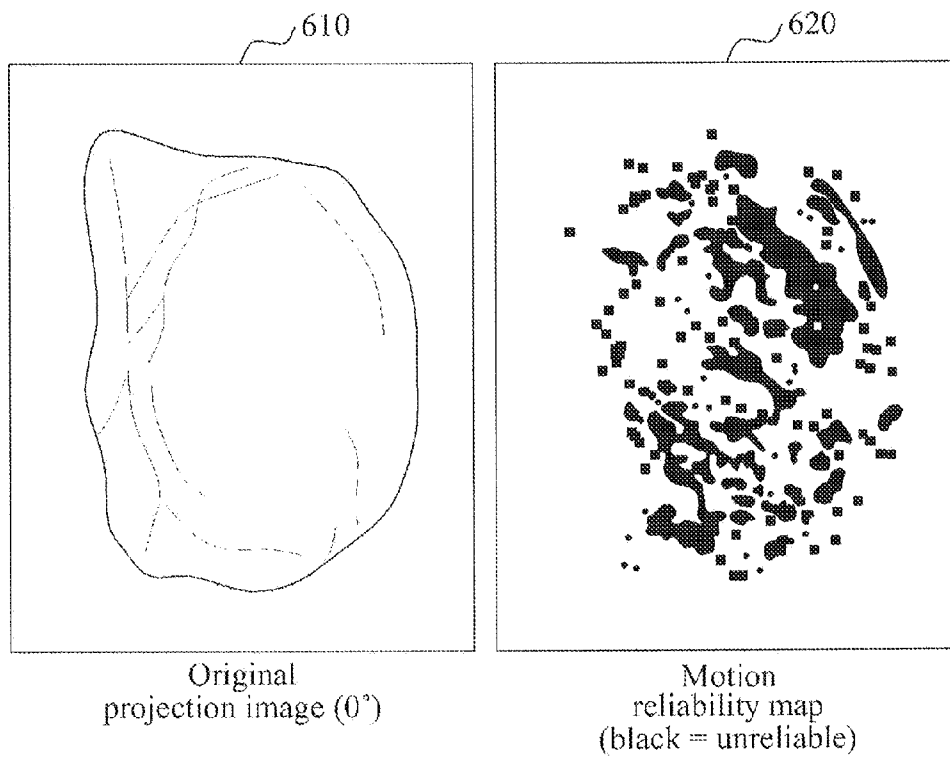 610
620
Original
projection image (0°)
Motion
reliability map
(black = unreliable)